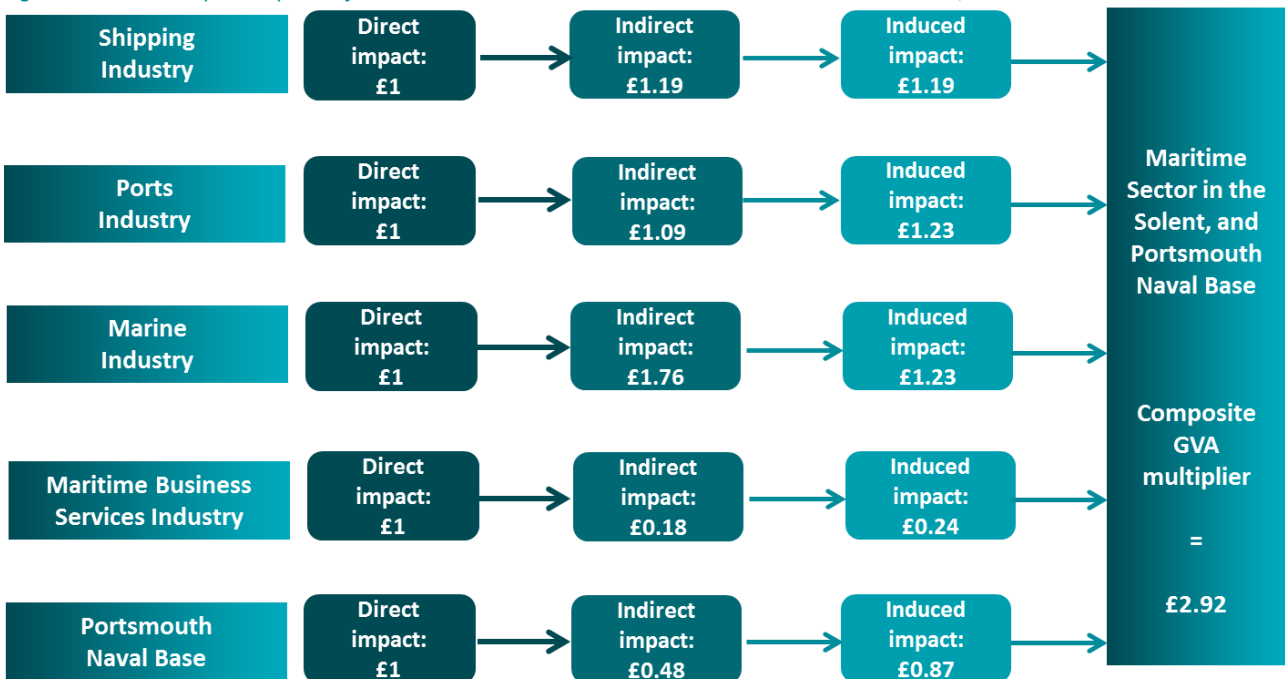 Shipping
Industry
Direct
impact:
£1
Indirect
impact:
£1.19
Induced
impact:
£1.19
Ports
Industry
Direct
impact:
£1
Indirect
impact:
£1.09
Induced
impact:
£1.23
Marine
Industry
Direct
impact:
£1
Indirect
impact:
£1.76
Induced
impact:
£1.23
Maritime Business
Services Industry
Direct
impact:
£1
Indirect
impact:
£0.18
Induced
impact:
£0.24
Portsmouth
Naval Base
Direct
impact:
£1
Indirect
impact:
£0.48
Induced
impact:
£0.87
Maritime
Sector in the
Solent, and
Portsmouth
Naval Base
Composite
GVA
multiplier
=
£2.92